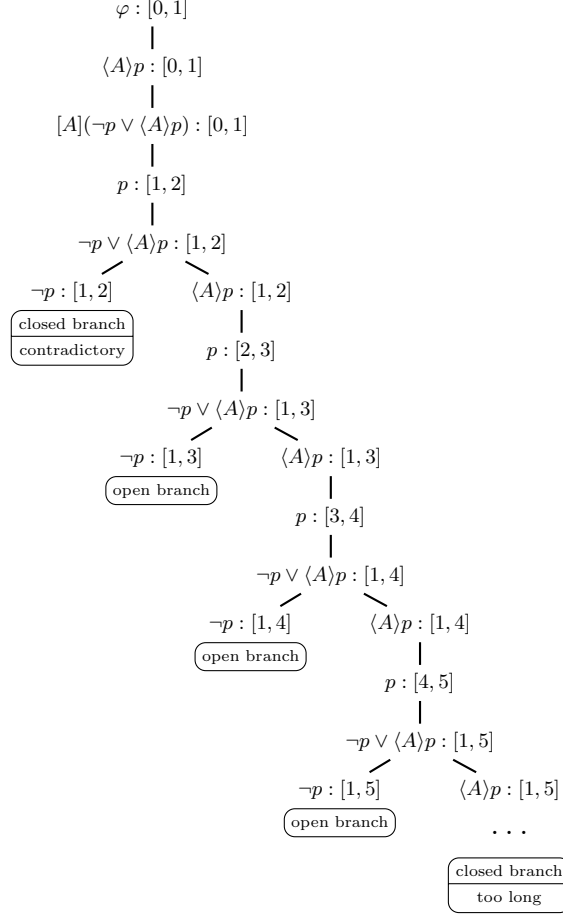 φ : [0, 1]
⟨A⟩p : [0, 1]
[A](¬p ∨ ⟨A⟩p) : [0, 1]
p : [1, 2]
¬p ∨ ⟨A⟩p : [1, 2]
¬p : [1, 2] ⟨A⟩p : [1, 2]
closed branch
contradictory
p : [2, 3]
¬p ∨ ⟨A⟩p : [1, 3]
¬p : [1, 3] ⟨A⟩p : [1, 3]
open branch
p : [3, 4]
¬p ∨ ⟨A⟩p : [1, 4]
¬p : [1, 4] ⟨A⟩p : [1, 4]
open branch
p : [4, 5]
¬p ∨ ⟨A⟩p : [1, 5]
¬p : [1, 5] ⟨A⟩p : [1, 5]
open branch
...
closed branch
too long